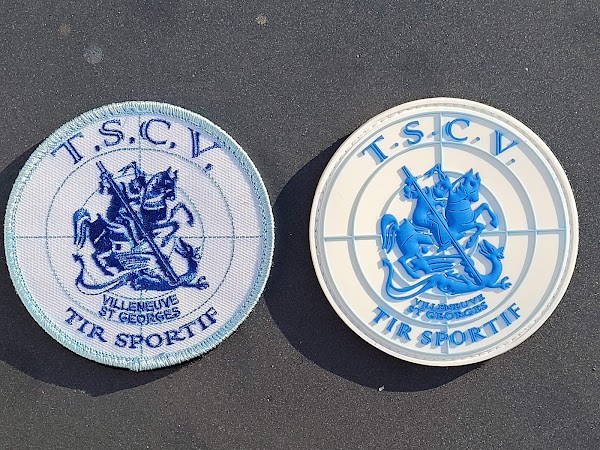 T.S.C.V.
VILLENEUVE
ST GEORGES
TIR SPORTIF
T.S.C.V.
VILLENEUVE
ST GEORGES
TIR SPORTIF